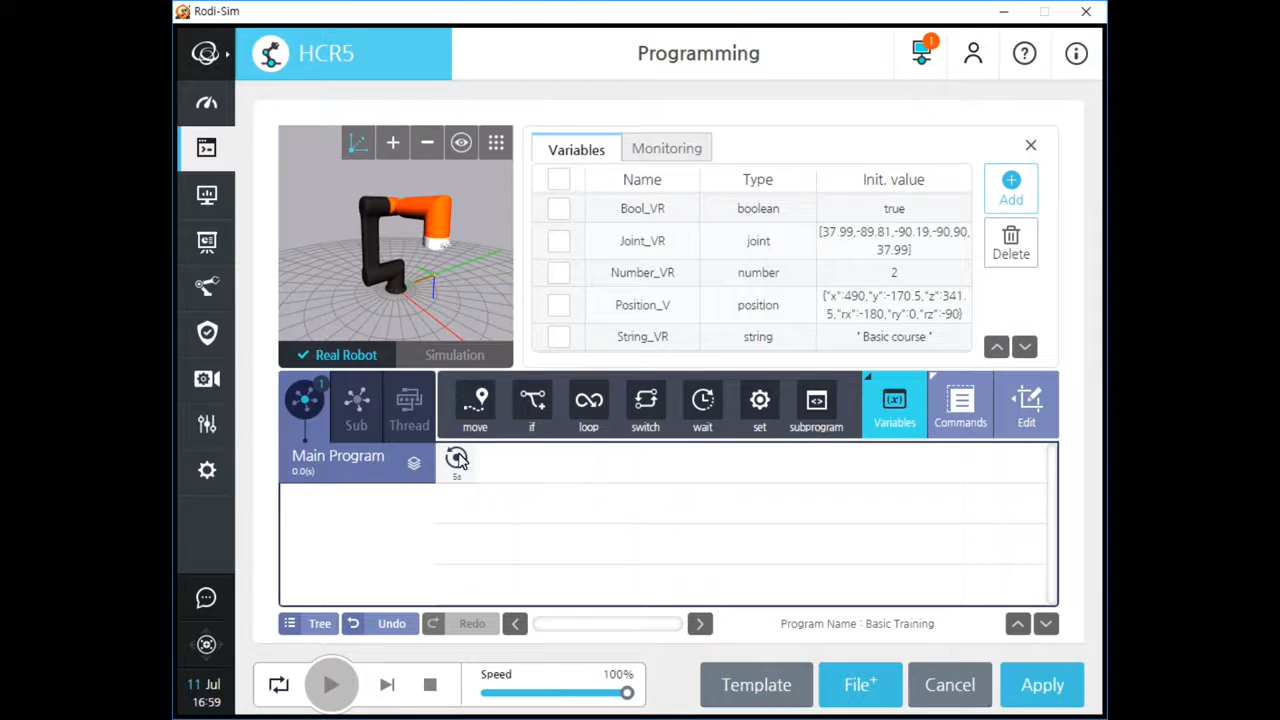 Rodi-Sim
HCR5
Programming
1
Variables
Monitoring
Name
Type
Init. value
Bool_VR
boolean
true
Joint_VR
joint
[37.99,-89.81,-90.19,-90,90,
37.99]
Number_VR
number
2
Position_V
position
{"x":490,"y":-170.5,"z":341.
5,"rx":-180,"ry":0,"rz":-90}
String_VR
string
" Basic course "
Add
Delete
Real Robot
Simulation
1
Sub
Thread
move
if
loop
switch
wait
set
subprogram
Variables
Commands
Edit
Main Program
0.0(s)
5s
Tree
Undo
Redo
Program Name : Basic Training
Speed
100%
Template
File+
Cancel
Apply
11 Jul
16:59